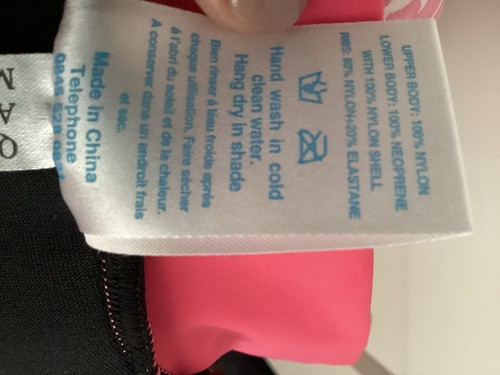 UPPER BODY: 100% NYLON
LOWER BODY: 100% NEOPRENE
WITH 100% NYLON SHELL
RIBS: 80% NYLON+20% ELASTANE
Hand wash in cold
clean water.
Hang dry in shade
Bien rincer à l'eau froide après
chaque utilisation. Faire sécher
à l'abri du soleil et de la chaleur.
A conserver dans un endroit frais
et sec.
Made in China
Telephone
0845 628